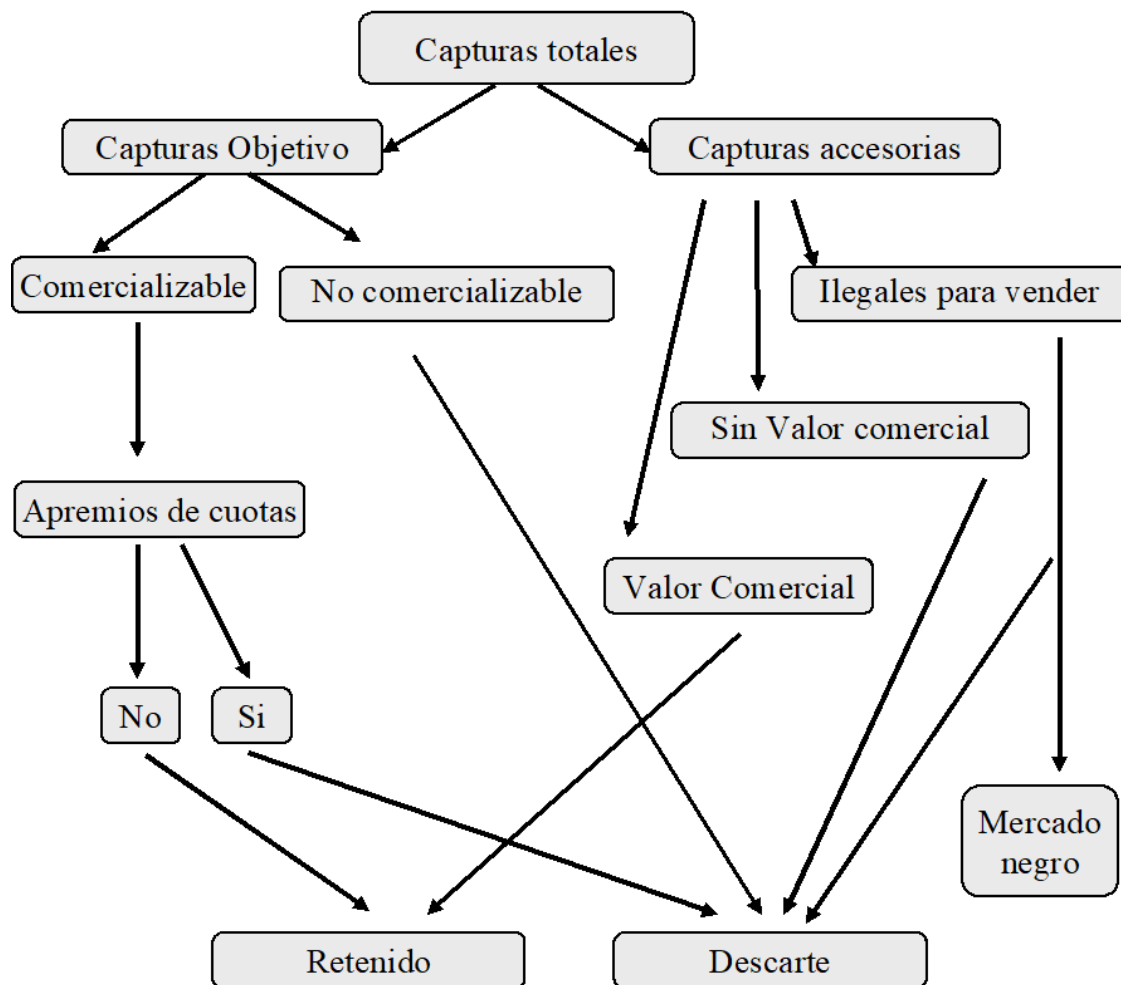 Capturas totales
Capturas Objetivo
Capturas accesorias
Comercializable
No comercializable
Ilegales para vender
Sin Valor comercial
Apremios de cuotas
Valor Comercial
No
Si
Mercado
negro
Retenido
Descarte